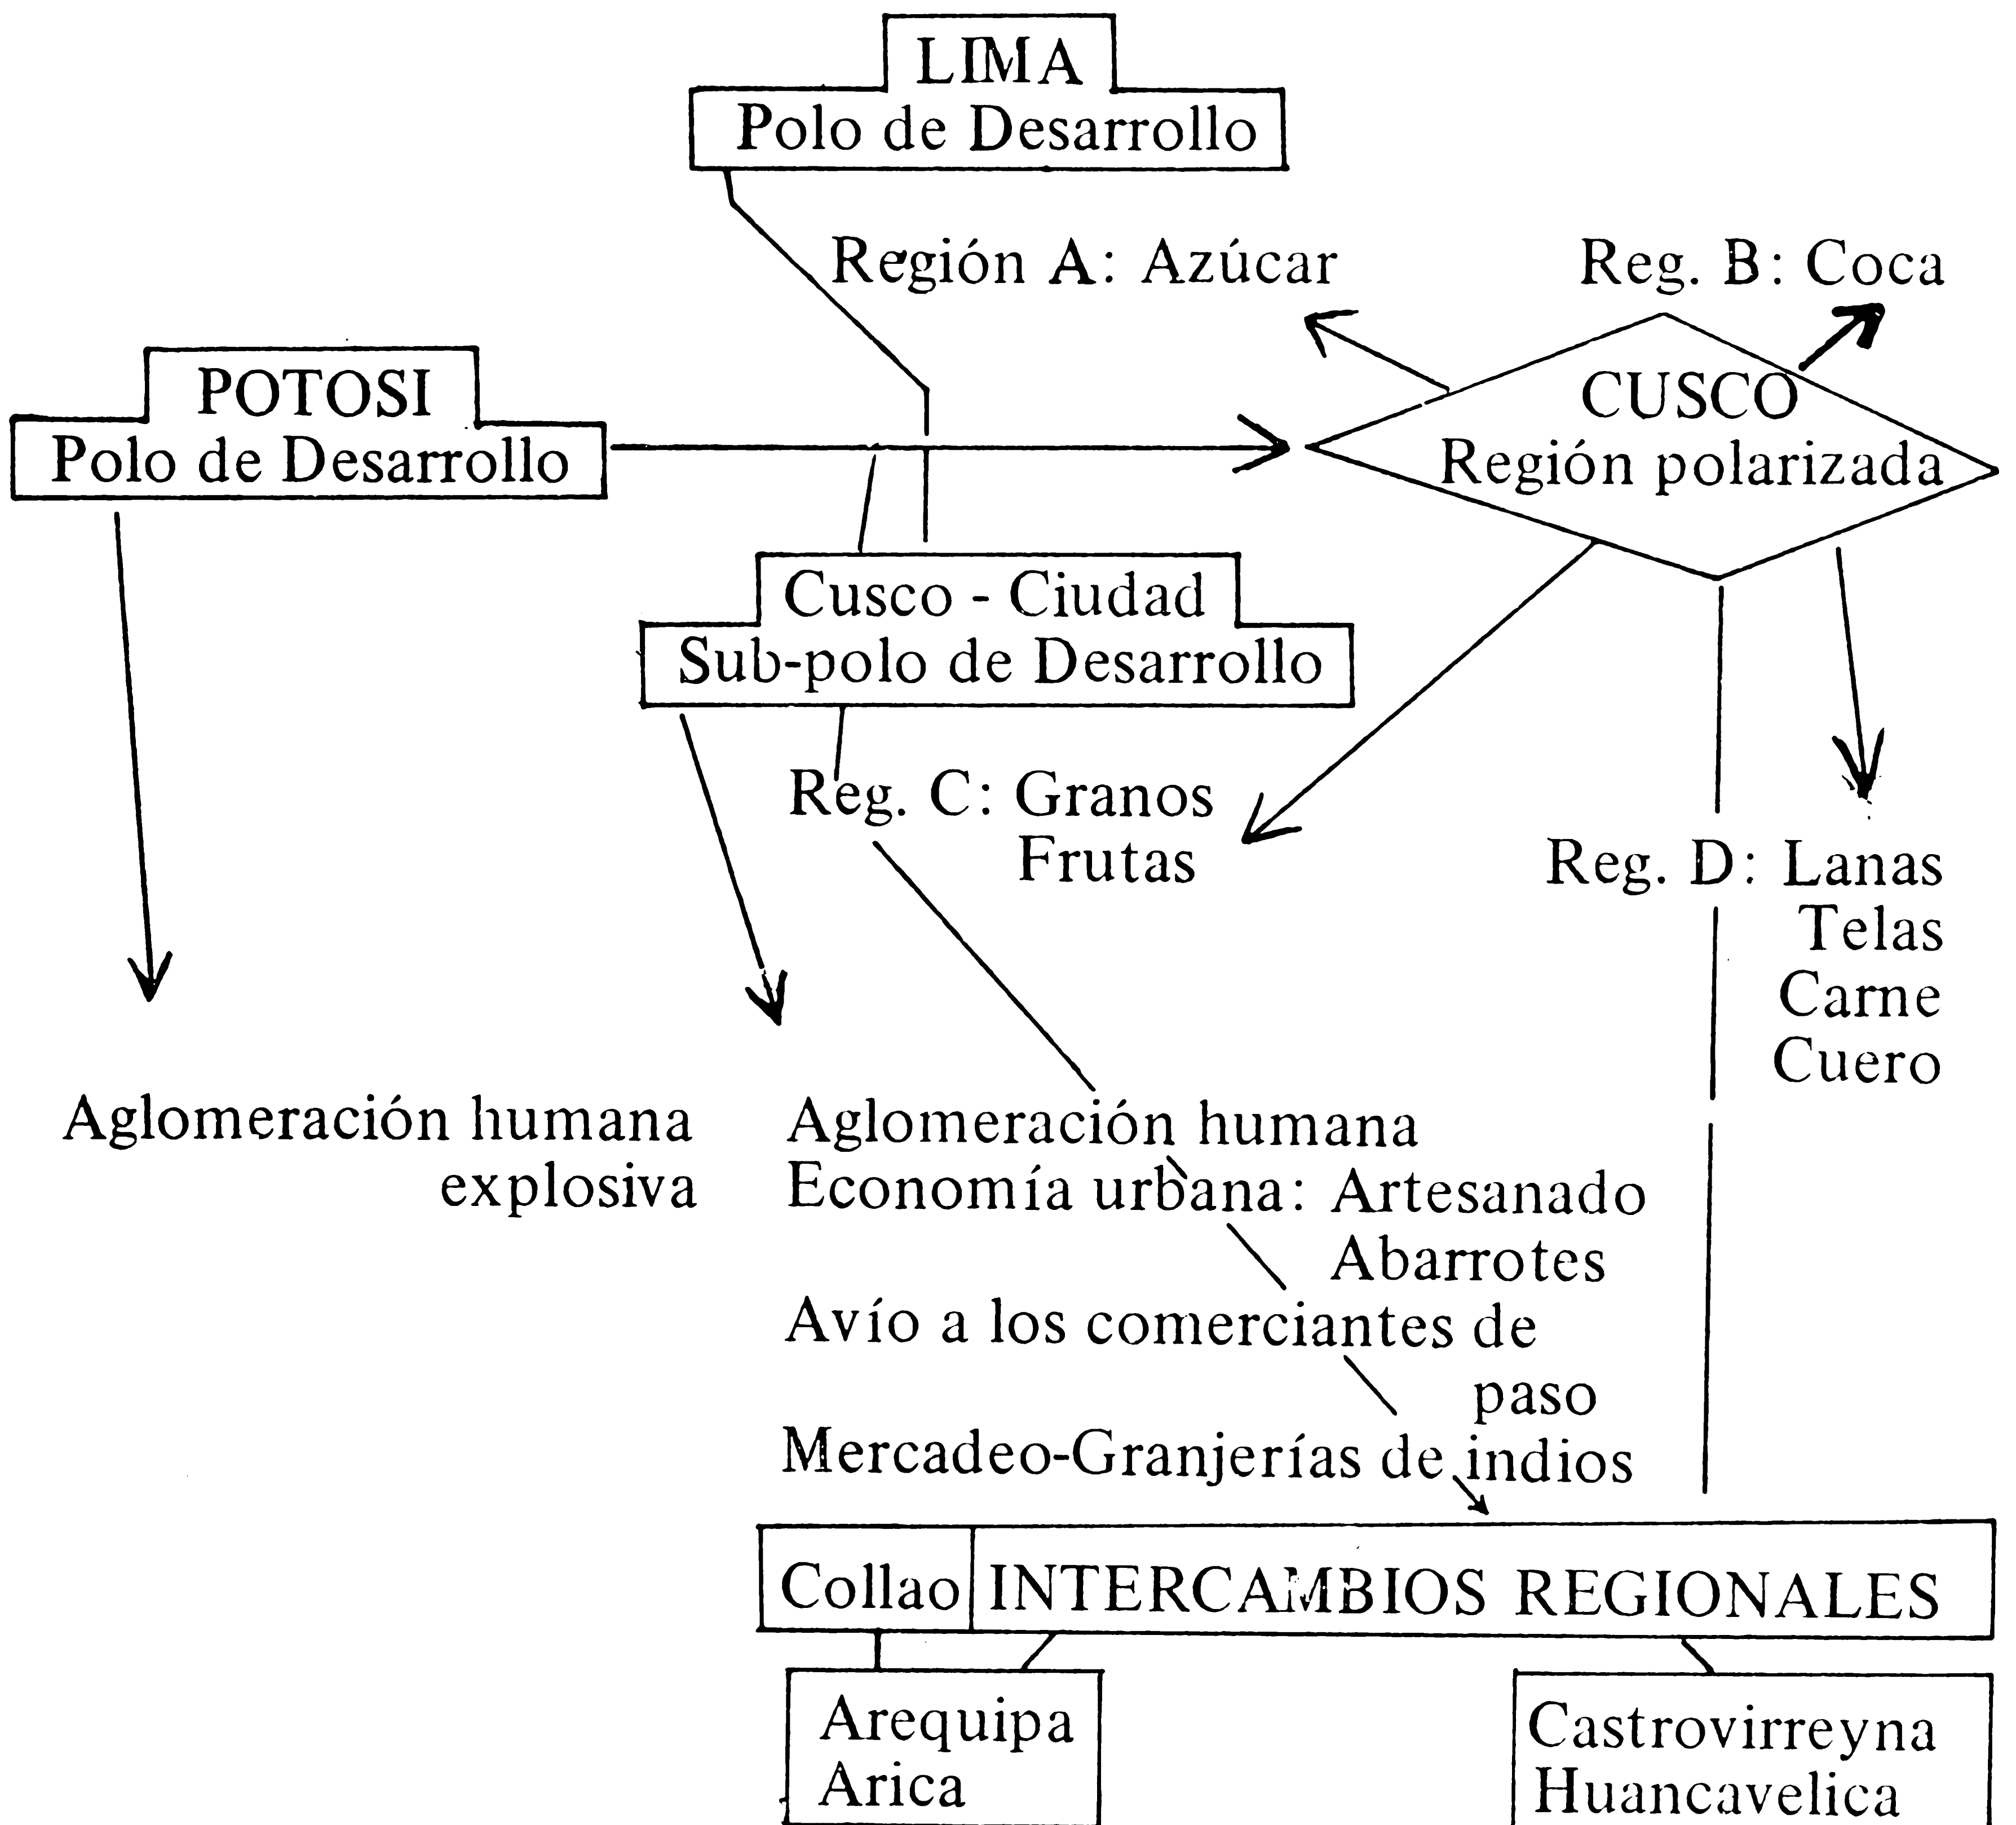 LIMA
Polo de Desarrollo
Región A: Azúcar
Reg. B: Coca
POTOSI
Polo de Desarrollo
CUSCO
Región polarizada
Cusco - Ciudad
Sub-polo de Desarrollo
Reg. C: Granos
Frutas
Reg. D: Lanas
Telas
Carne
Cuero
Aglomeración humana
explosiva
Aglomeración humana
Economía urbana: Artesanado
Abarrotes
Avío a los comerciantes de
paso
Mercadeo-Granjerías de indios
Collao
INTERCAMBIOS REGIONALES
Arequipa
Arica
Castrovirreyna
Huancavelica